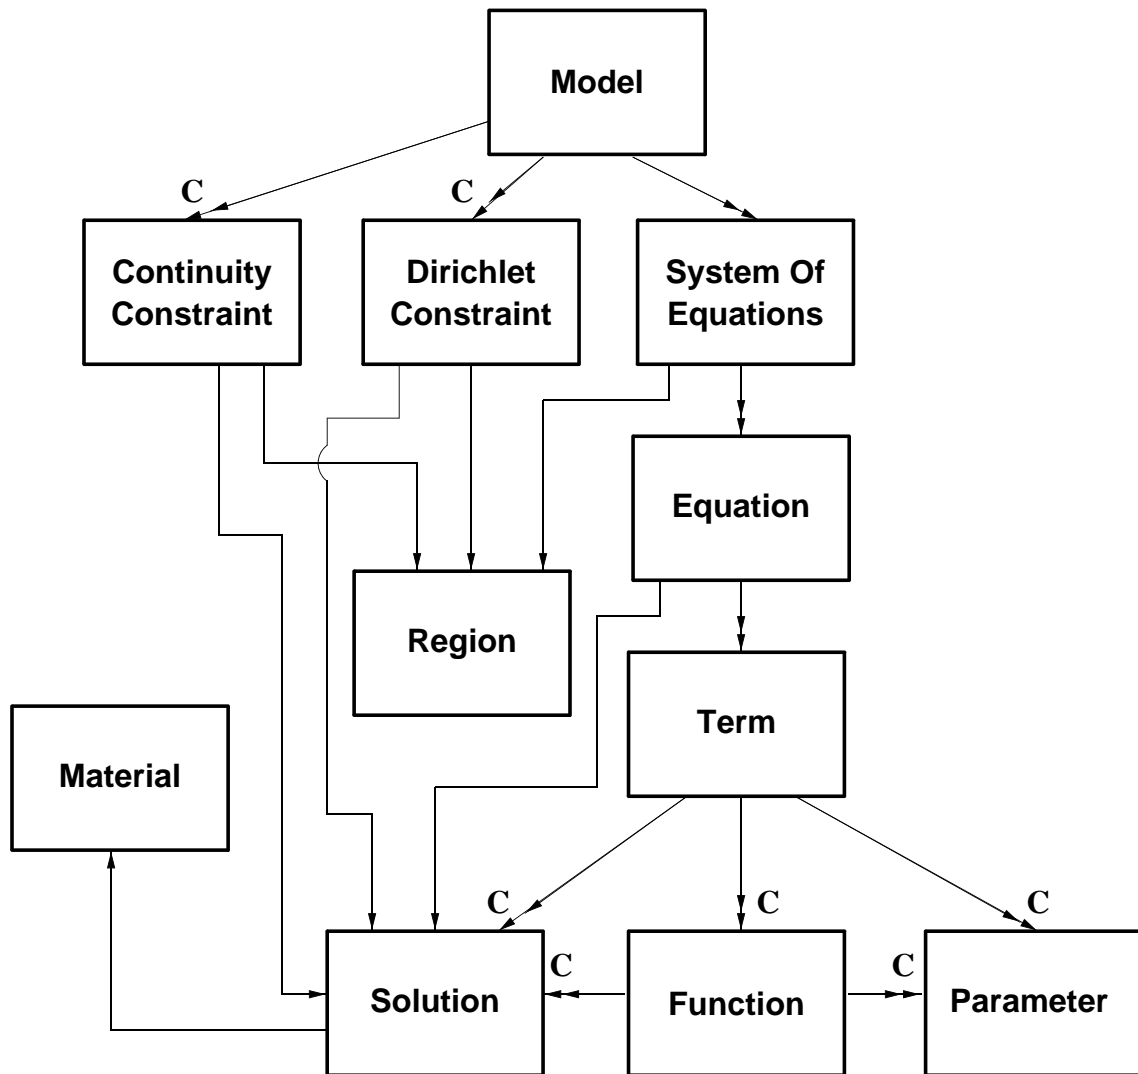 Model
C
C
Continuity
Constraint
Dirichlet
Constraint
System Of
Equations
Equation
Region
Term
Material
C
C
C
C
C
Solution
Function
Parameter